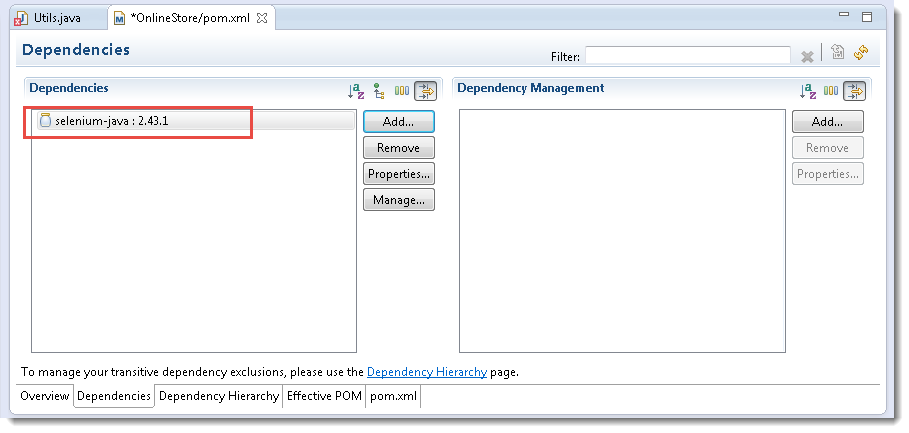 Utils.java
*OnlineStore/pom.xml
Dependencies
Filter:
Dependencies
Dependency Management
selenium-java : 2.43.1
Add...
Remove
Properties...
Manage...
Add...
Remove
Properties...
To manage your transitive dependency exclusions, please use the Dependency Hierarchy page.
Overview Dependencies Dependency Hierarchy Effective POM pom.xml